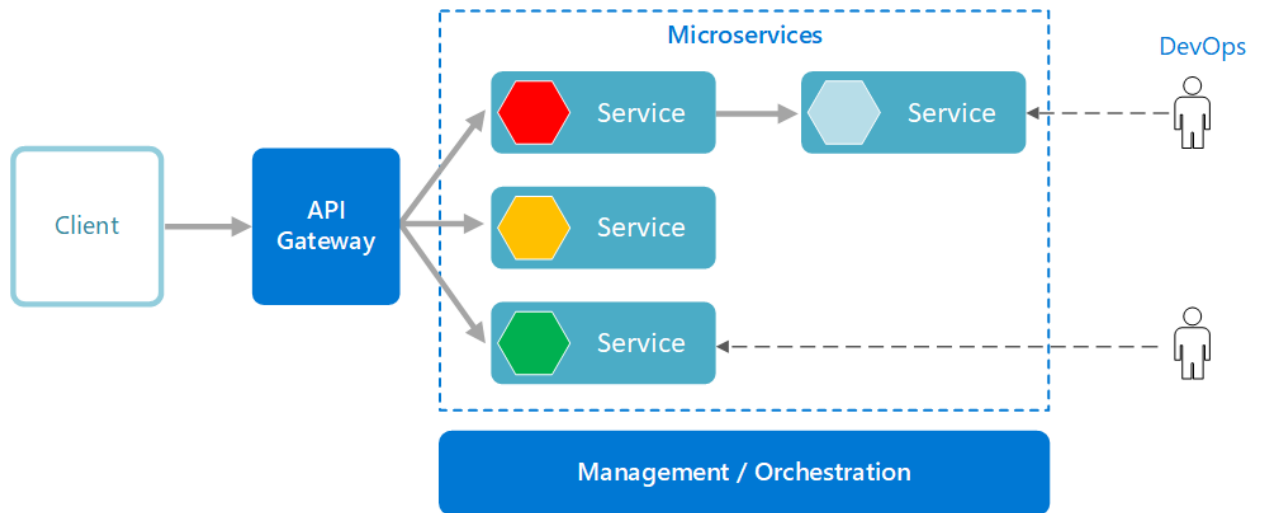 Microservices
DevOps
Service
Service
Client
API
Gateway
Service
Service
Management / Orchestration